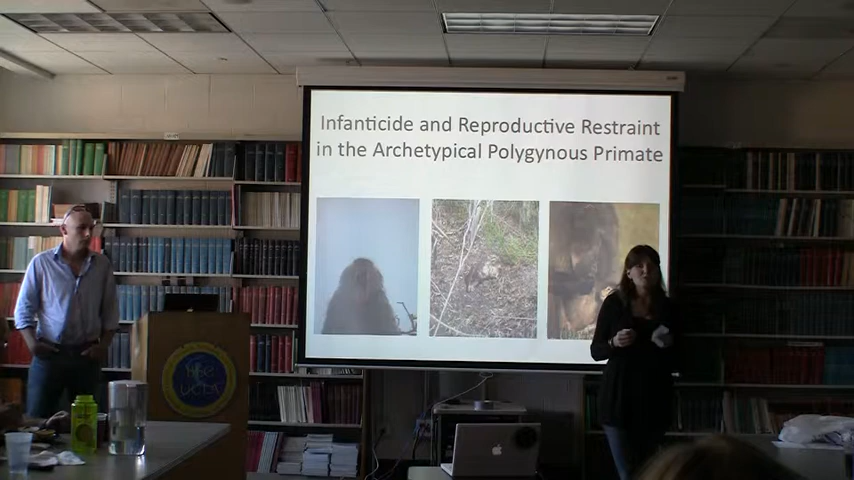 Infanticide and Reproductive Restraint
in the Archetypical Polygynous Primate
UCLA